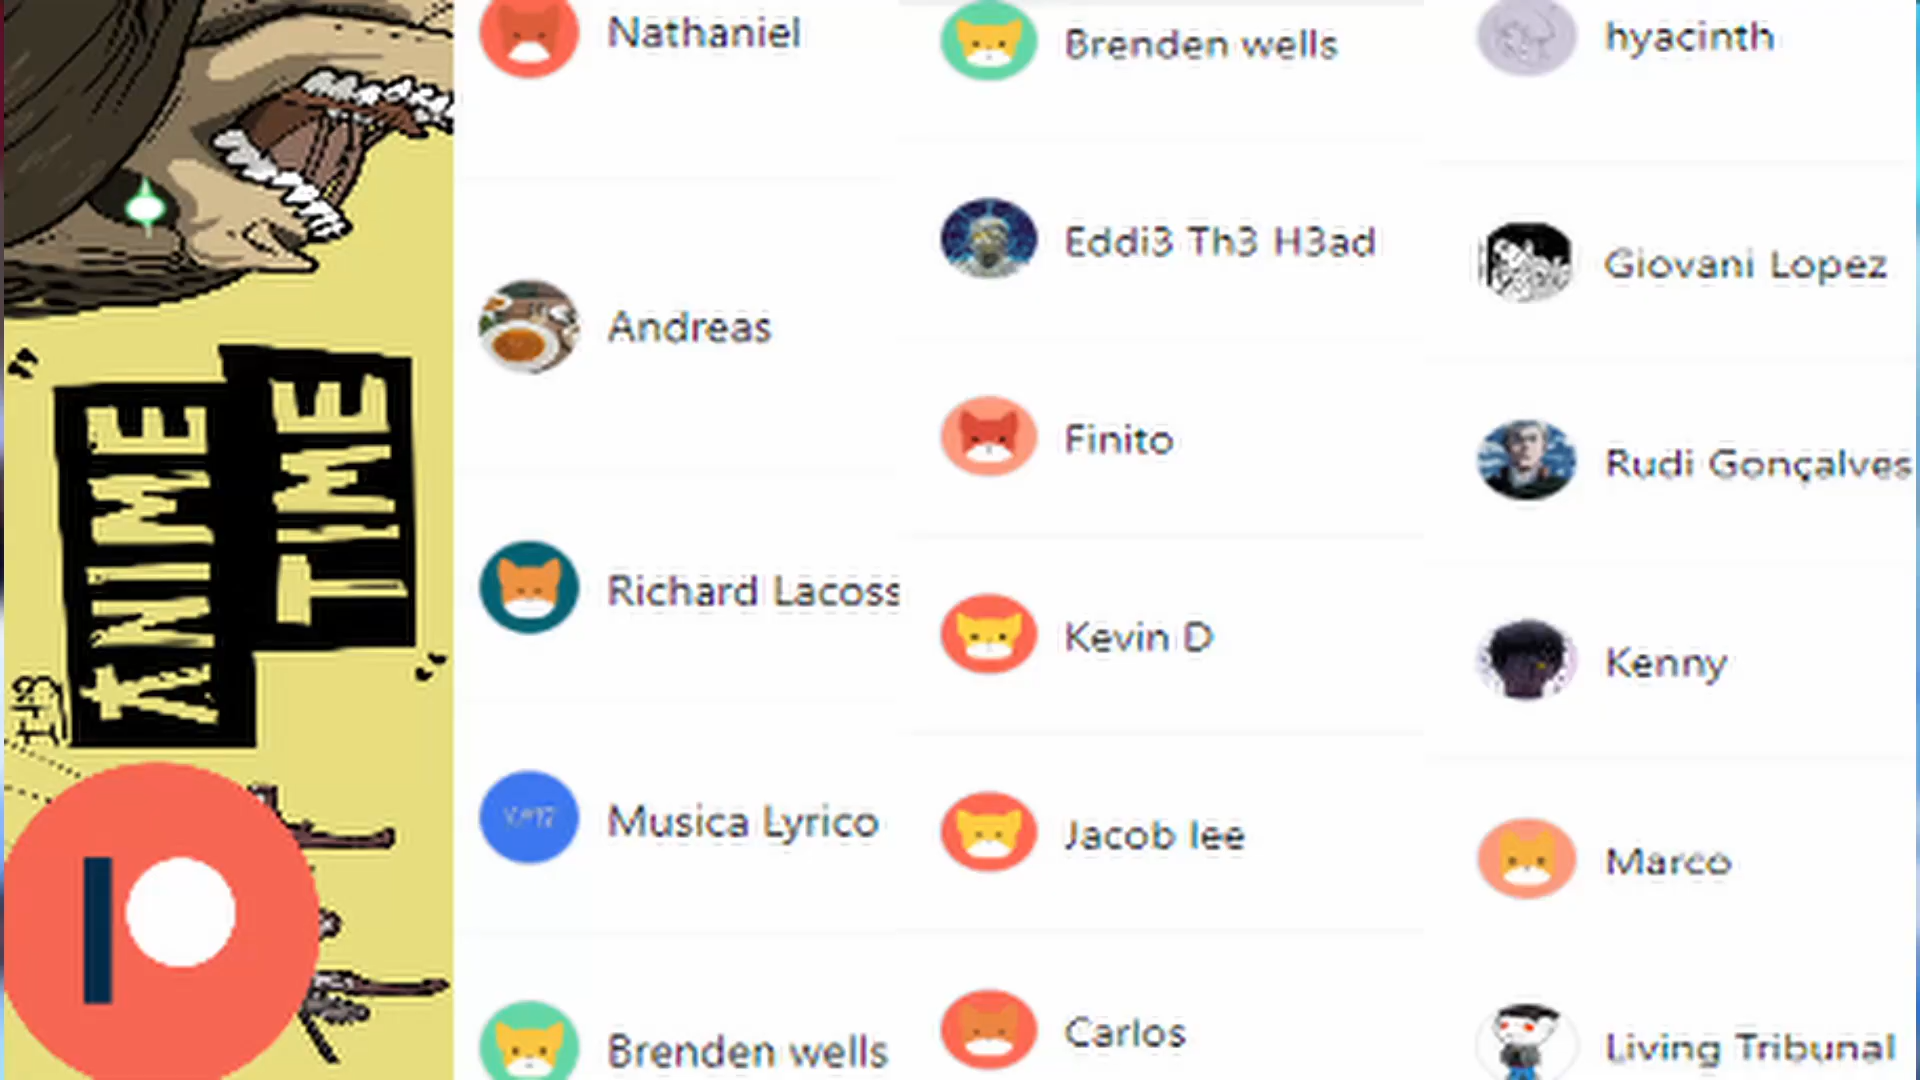 ANIME
TIME
Nathaniel
Andreas
Richard Lacoss
Musica Lyrico
Brenden wells
Brenden wells
Eddi3 Th3 H3ad
Finito
Kevin D
Jacob lee
Carlos
hyacinth
Giovani Lopez
Rudi Gonçalves
Kenny
Marco
Living Tribunal